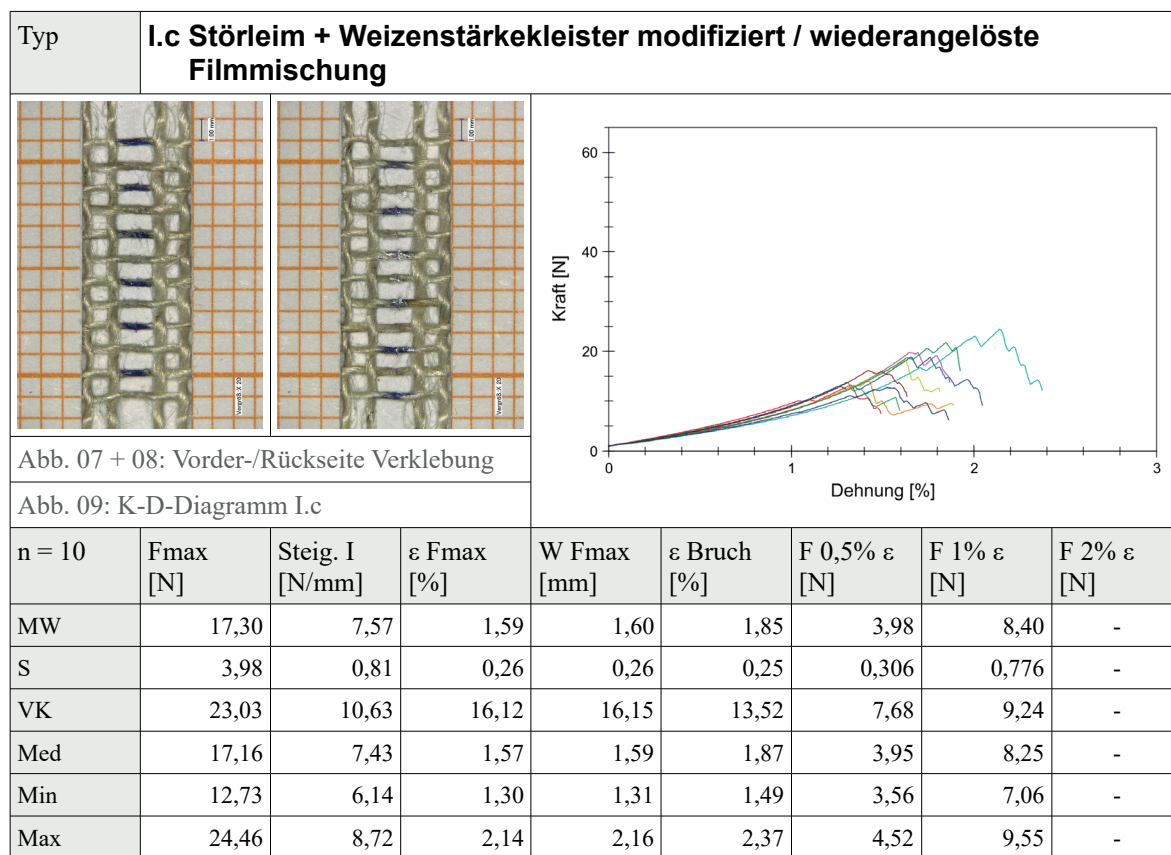 Typ
I.c Störleim + Weizenstärkekleister modifiziert / wiederangelöste
Filmmischung
1.00 mm
Vergröß. X 20
1.00 mm
Vergröß. X 20
Kraft [N]
60
40
20
0
0 1 2 3
Dehnung [%]
Abb. 07 + 08: Vorder-/Rückseite Verklebung
Abb. 09: K-D-Diagramm I.c
n = 10 Fmax [N] Steig. I [N/mm] ε Fmax [%] W Fmax [mm] ε Bruch [%] F 0,5% ε [N] F 1% ε [N] F 2% ε [N]
MW 17,30 7,57 1,59 1,60 1,85 3,98 8,40 -
S 3,98 0,81 0,26 0,26 0,25 0,306 0,776 -
VK 23,03 10,63 16,12 16,15 13,52 7,68 9,24 -
Med 17,16 7,43 1,57 1,59 1,87 3,95 8,25 -
Min 12,73 6,14 1,30 1,31 1,49 3,56 7,06 -
Max 24,46 8,72 2,14 2,16 2,37 4,52 9,55 -